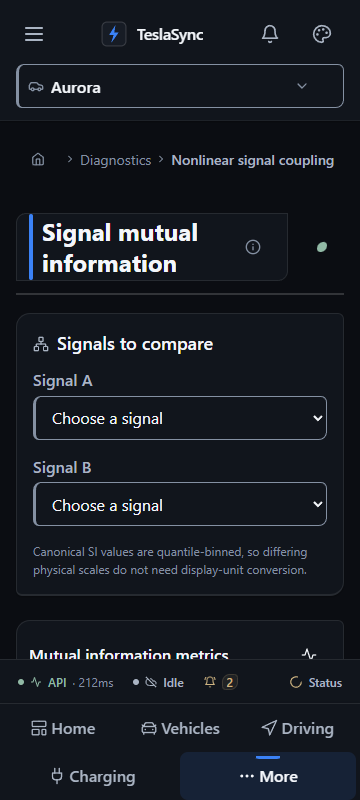 TeslaSync
Aurora
Diagnostics
Nonlinear signal coupling
Signal mutual
information
Signals to compare
Signal A
Choose a signal
Signal B
Choose a signal
Canonical SI values are quantile-binned, so differing
physical scales do not need display-unit conversion.
Mutual information metrics
API · 212ms
Idle
2
Status
Home
Vehicles
Driving
Charging
More